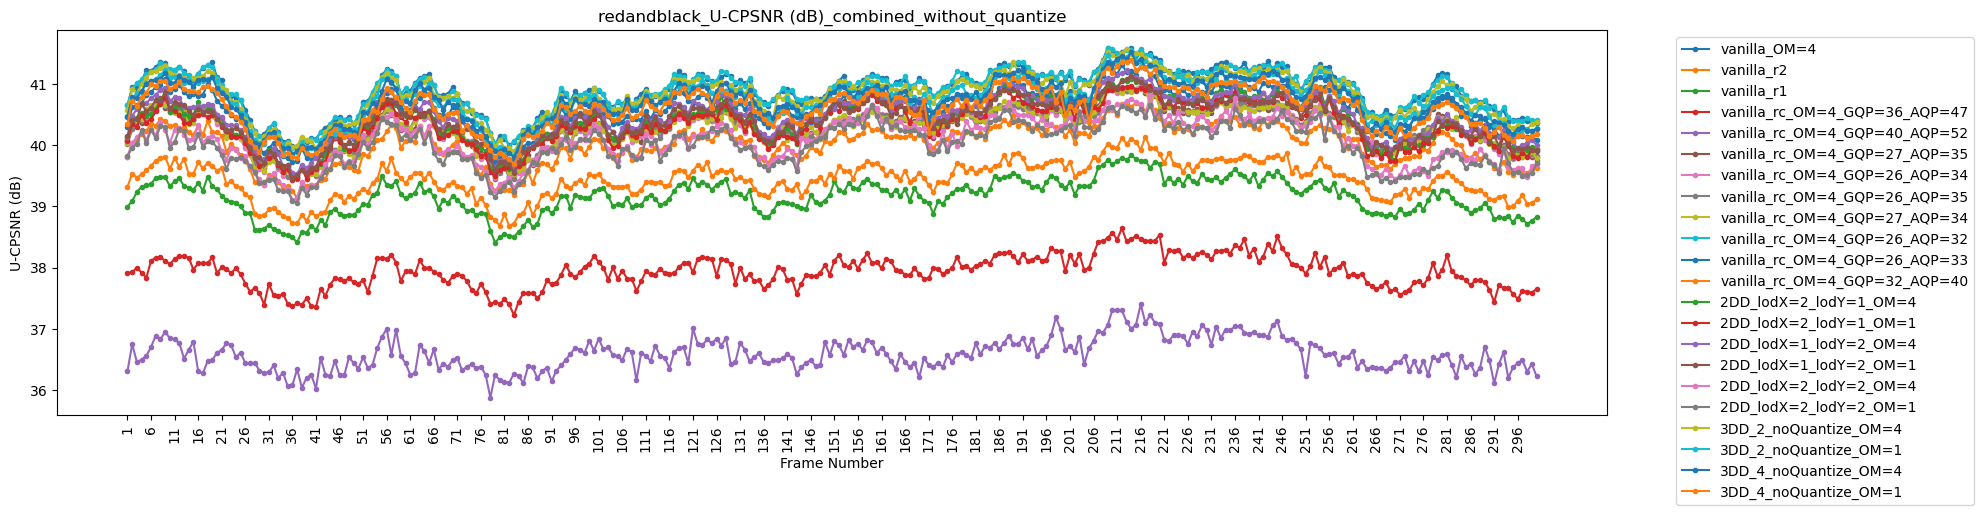 redandblack_U-CPSNR (dB)_combined_without_quantize
U-CPSNR (dB)
41
40
39
38
37
36
1 6 11 16 21 26 31 36 41 46 51 56 61 66 71 76 81 86 91 96 101 106 111 116 121 126 131 136 141 146 151 156 161 166 171 176 181 186 191 196 201 206 211 216 221 226 231 236 241 246 251 256 261 266 271 276 281 286 291 296
Frame Number
vanilla_OM=4
vanilla_r2
vanilla_r1
vanilla_rc_OM=4_GQP=36_AQP=47
vanilla_rc_OM=4_GQP=40_AQP=52
vanilla_rc_OM=4_GQP=27_AQP=35
vanilla_rc_OM=4_GQP=26_AQP=34
vanilla_rc_OM=4_GQP=26_AQP=35
vanilla_rc_OM=4_GQP=27_AQP=34
vanilla_rc_OM=4_GQP=26_AQP=32
vanilla_rc_OM=4_GQP=26_AQP=33
vanilla_rc_OM=4_GQP=32_AQP=40
2DD_lodX=2_lodY=1_OM=4
2DD_lodX=2_lodY=1_OM=1
2DD_lodX=1_lodY=2_OM=4
2DD_lodX=1_lodY=2_OM=1
2DD_lodX=2_lodY=2_OM=4
2DD_lodX=2_lodY=2_OM=1
3DD_2_noQuantize_OM=4
3DD_2_noQuantize_OM=1
3DD_4_noQuantize_OM=4
3DD_4_noQuantize_OM=1